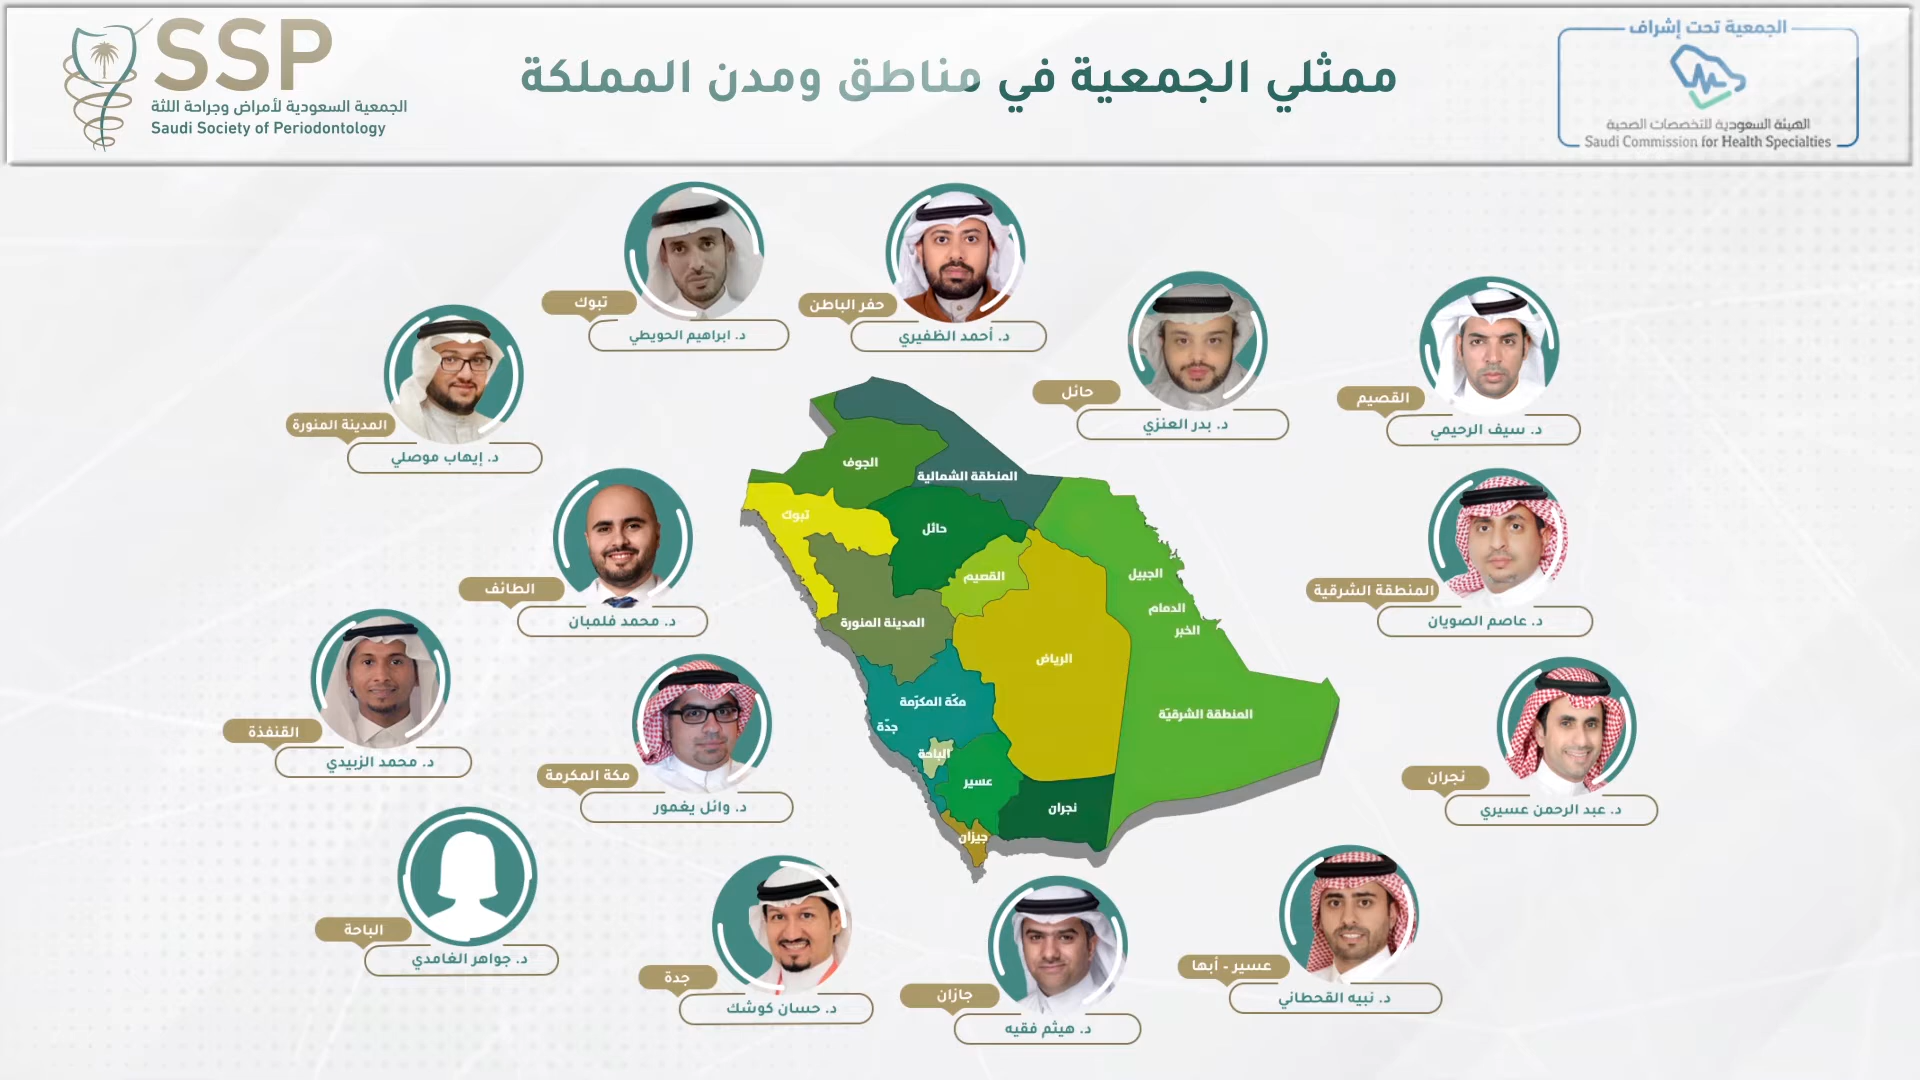 SSP
الجمعية السعودية لأمراض وجراحة اللثة
Saudi Society of Periodontology
ممثلي الجمعية في مناطق ومدن المملكة
الجمعية تحت إشراف
الهيئة السعودية للتخصصات الصحية
Saudi Commission for Health Specialties
حفر الباطن
د. أحمد الظفيري
تبوك
د. ابراهيم الحويطي
حائل
د. بدر العنزي
القصيم
د. سيف الرحيمي
المدينة المنورة
د. إيهاب موصلي
المنطقة الشرقية
د. عاصم الصويان
الطائف
د. محمد فلمبان
القنفذة
د. محمد الزبيدي
مكة المكرمة
د. وائل يغمور
نجران
د. عبد الرحمن عسيري
الباحة
د. جواهر الغامدي
جدة
د. حسان كوشك
جازان
د. هيثم فقيه
عسير - أبها
د. نبيه القحطاني
الجوف
المنطقة الشمالية
تبوك
حائل
القصيم
الجبيل
الدمام
الخبر
المدينة المنورة
الرياض
مكّة المكرّمة
جدّة
المنطقة الشرقيّة
الباحة
عسير
نجران
جيزان